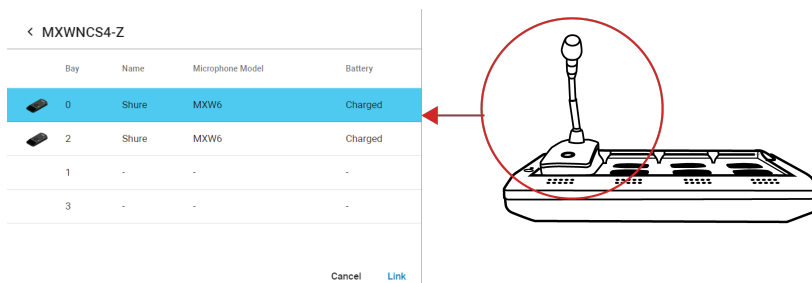 < MXWNCS4-Z
Bay Name Microphone Model Battery
0 Shure MXW6 Charged
2 Shure MXW6 Charged
1 - - -
3 - - -
Cancel Link